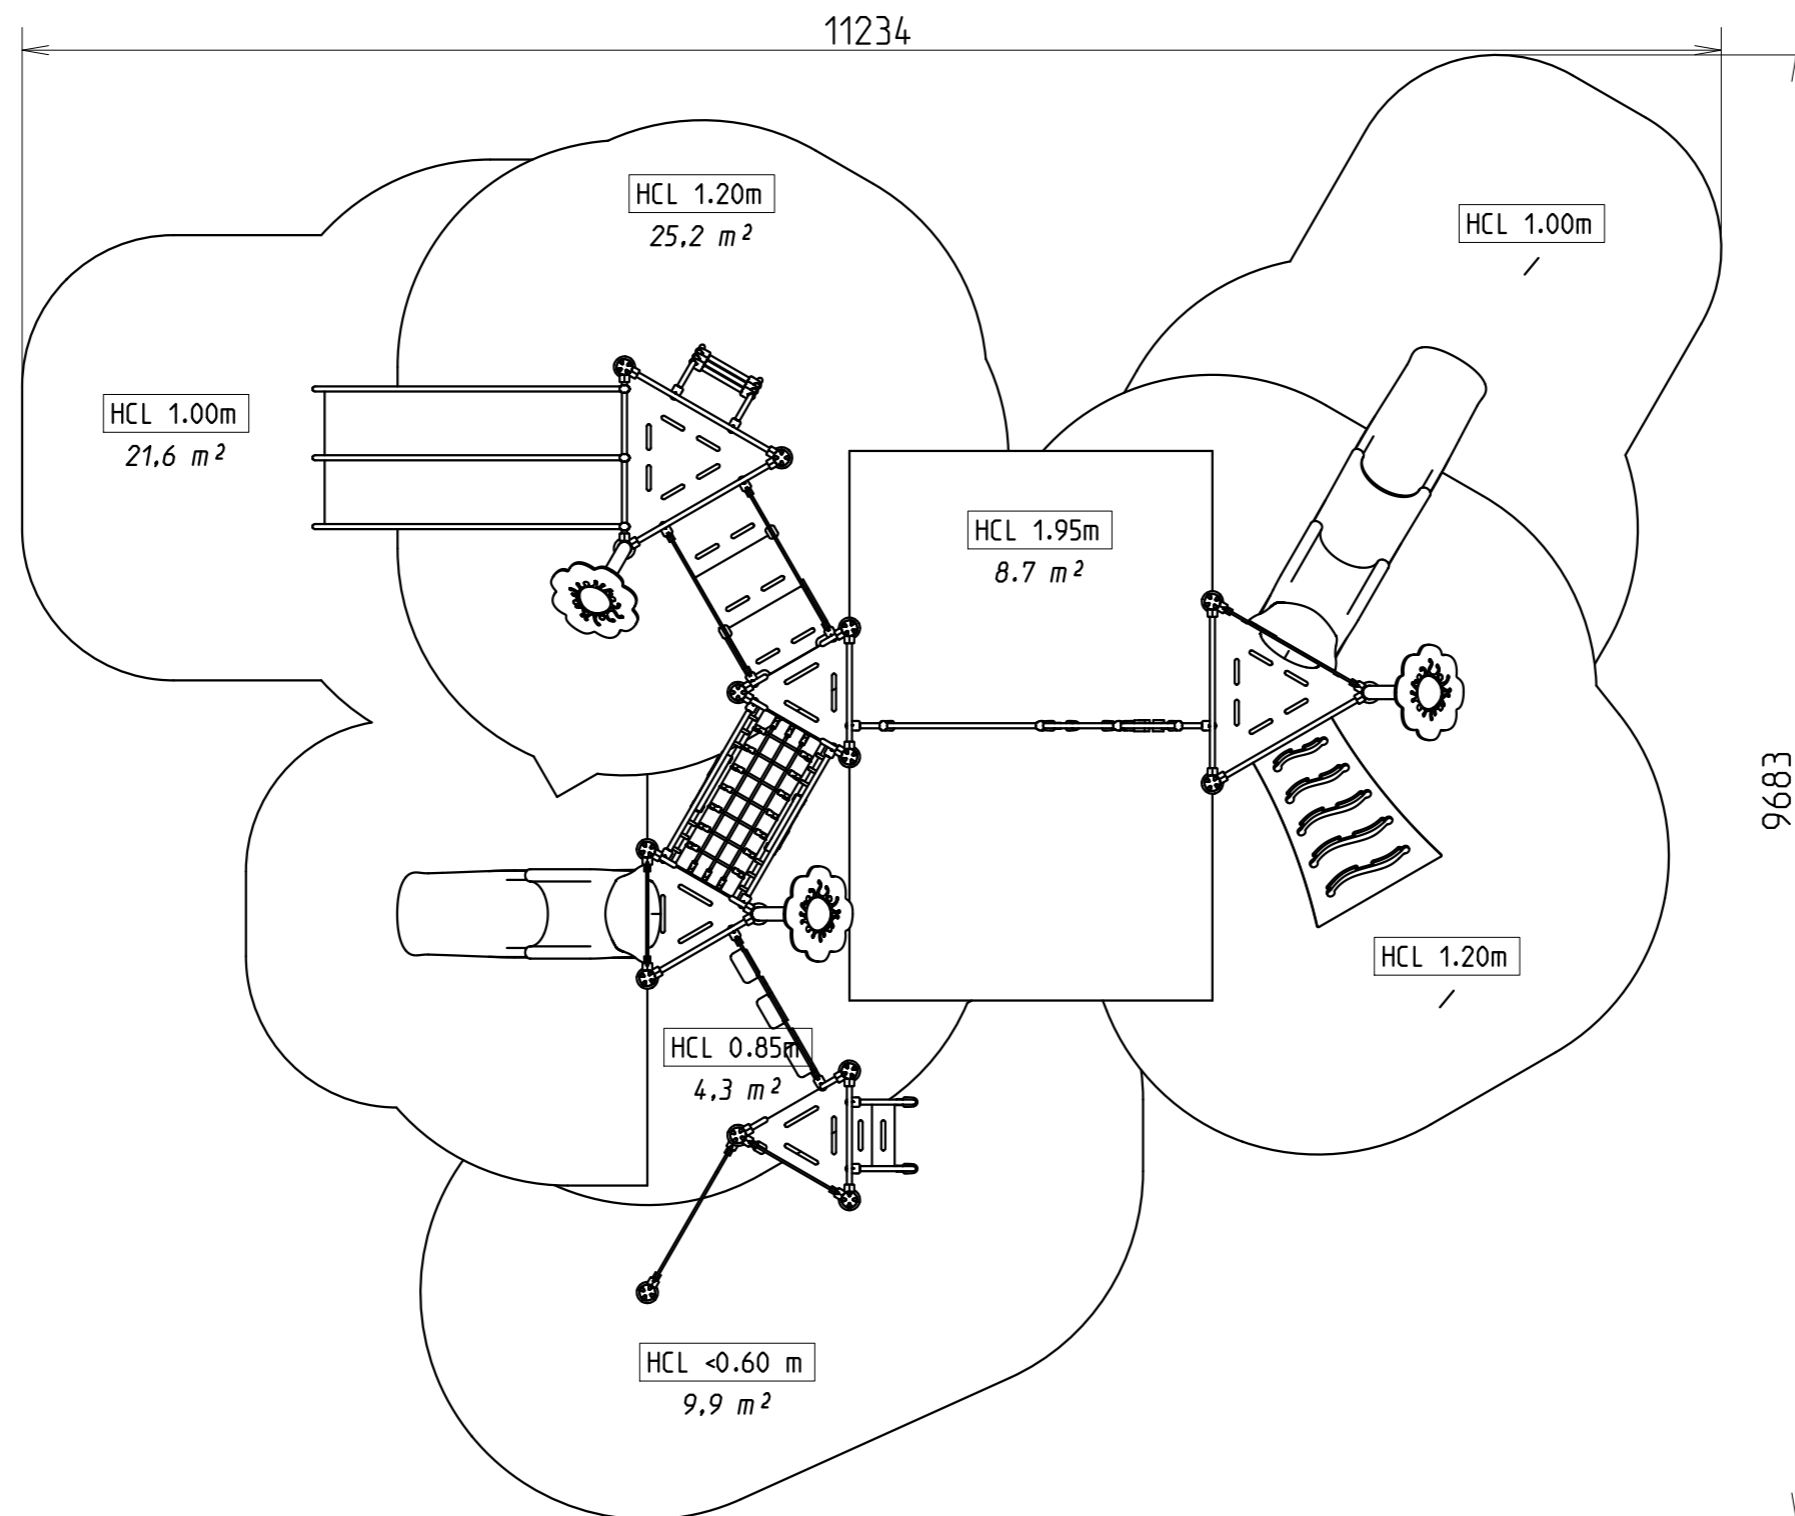 11234
HCL 1.20m
25,2 m²
HCL 1.00m
/
HCL 1.00m
21,6 m²
HCL 1.95m
8.7 m²
9683
HCL 1.20m
/
HCL 0.85m
4,3 m²
HCL <0.60 m
9,9 m²